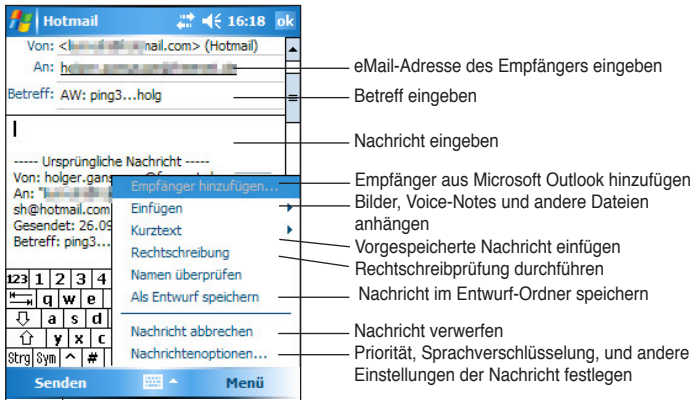 Hotmail 16:18 ok
Von: mail.com> (Hotmail)
An:
Betreff: AW: ping3...holg
----- Ursprüngliche Nachricht -----
Von:
An:
sh@hotmail.com
Gesendet: 26.09
Betreff: ping3...
Empfänger hinzufügen...
Einfügen
Kurztext
Rechtschreibung
Namen überprüfen
Als Entwurf speichern
Nachricht abbrechen
Nachrichtenoptionen...
123 1 2 3 4
q w e
a s d
y x c
Strg Sym ^ #
Senden Menü
eMail-Adresse des Empfängers eingeben
Betreff eingeben
Nachricht eingeben
Empfänger aus Microsoft Outlook hinzufügen
Bilder, Voice-Notes und andere Dateien
anhängen
Vorgespeicherte Nachricht einfügen
Rechtschreibprüfung durchführen
Nachricht im Entwurf-Ordner speichern
Nachricht verwerfen
Priorität, Sprachverschlüsselung, und andere
Einstellungen der Nachricht festlegen